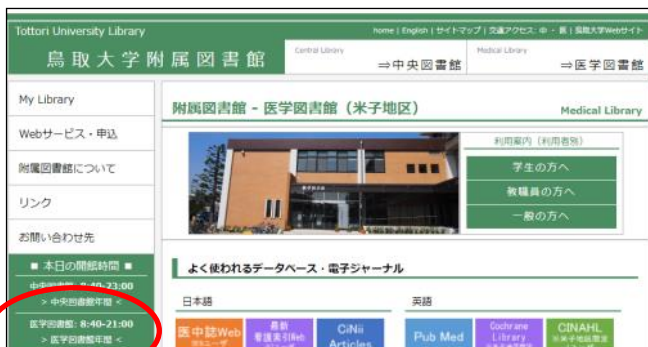 Tottori University Library
home | English | サイトマップ | 交通アクセス: 中 ・ 医 | 鳥取大学Webサイト
鳥取大学附属図書館
Central Library
⇒中央図書館
Medical Library
⇒医学図書館
My Library
Webサービス・申込
附属図書館について
リンク
お問い合わせ先
■ 本日の開館時間 ■
中央図書館: 8:40-23:00
> 中央図書館年間 <
医学図書館: 8:40-21:00
> 医学図書館年間 <
附属図書館 - 医学図書館（米子地区）
Medical Library
利用案内（利用者別）
学生の方へ
教職員の方へ
一般の方へ
よく使われるデータベース・電子ジャーナル
日本語
英語
医中誌Web
最新
看護索引Web
CiNii
Articles
Pub Med
Cochrane
Library
CINAHL